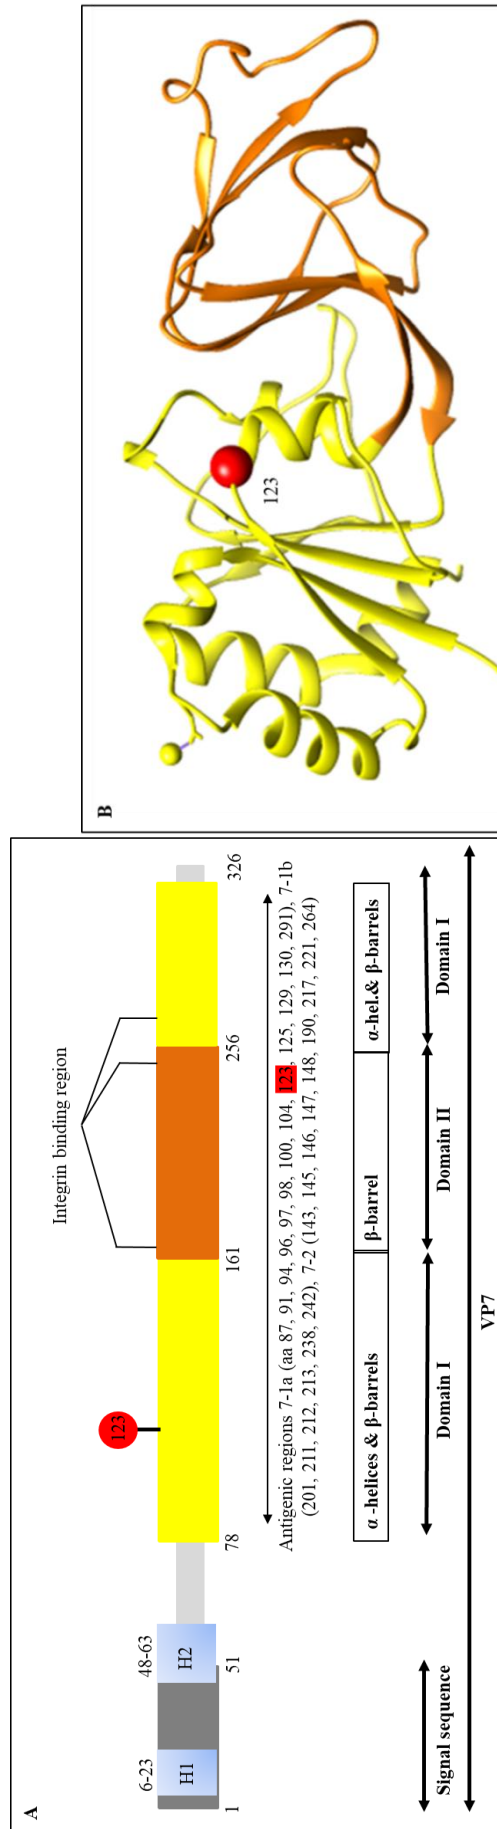 A
Integrin binding region
123
6-23
48-63
H1
H2
1
51
78
161
256
326
Antigenic regions 7-1a (aa 87, 91, 94, 96, 97, 98, 100, 104, 123, 125, 129, 130, 291), 7-1b
(201, 211, 212, 213, 238, 242), 7-2 (143, 145, 146, 147, 148, 190, 217, 221, 264)
α -helices & β-barrels
β-barrel
α-hel.& β-barrels
Signal sequence
Domain I
Domain II
Domain I
VP7
B
123